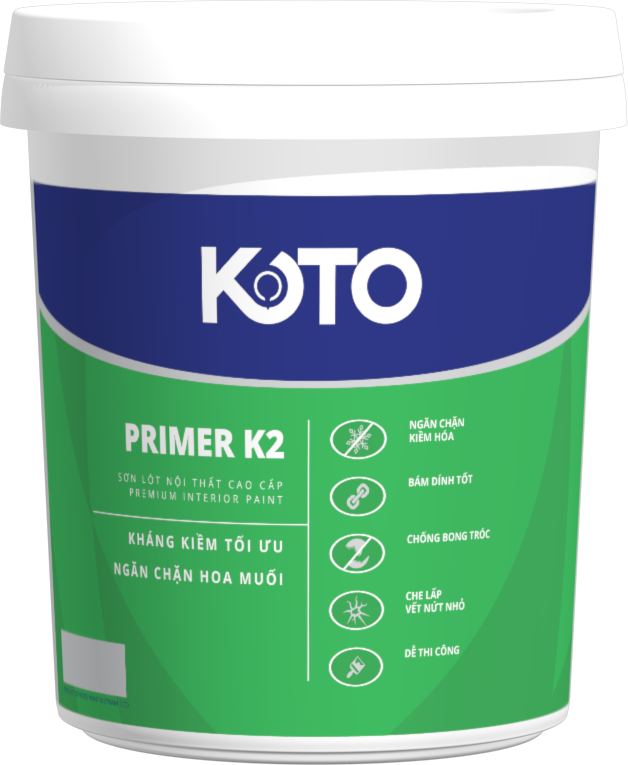 KOTO
PRIMER K2
SƠN LÓT NỘI THẤT CAO CẤP
PREMIUM INTERIOR PAINT
KHÁNG KIỀM TỐI ƯU
NGĂN CHẶN HOA MUỐI
NGĂN CHẶN
KIỀM HÓA
BÁM DÍNH TỐT
CHỐNG BONG TRÓC
CHE LẤP
VẾT NỨT NHỎ
DỄ THI CÔNG